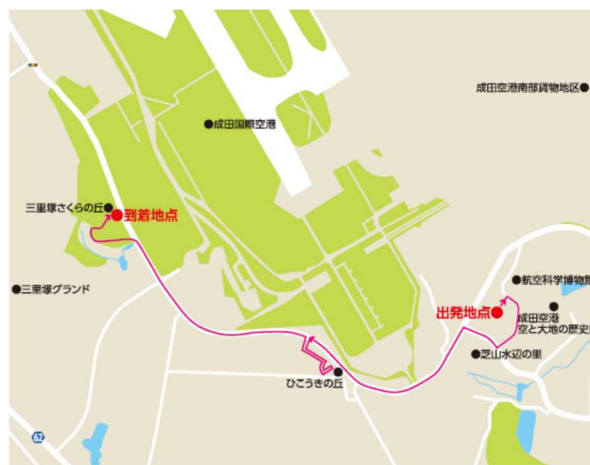 成田空港南部貨物地区
成田国際空港
三里塚さくらの丘
到着地点
三里塚グランド
航空科学博物館
出発地点
成田空港
空と大地の歴史
芝山水辺の里
ひこうきの丘
62